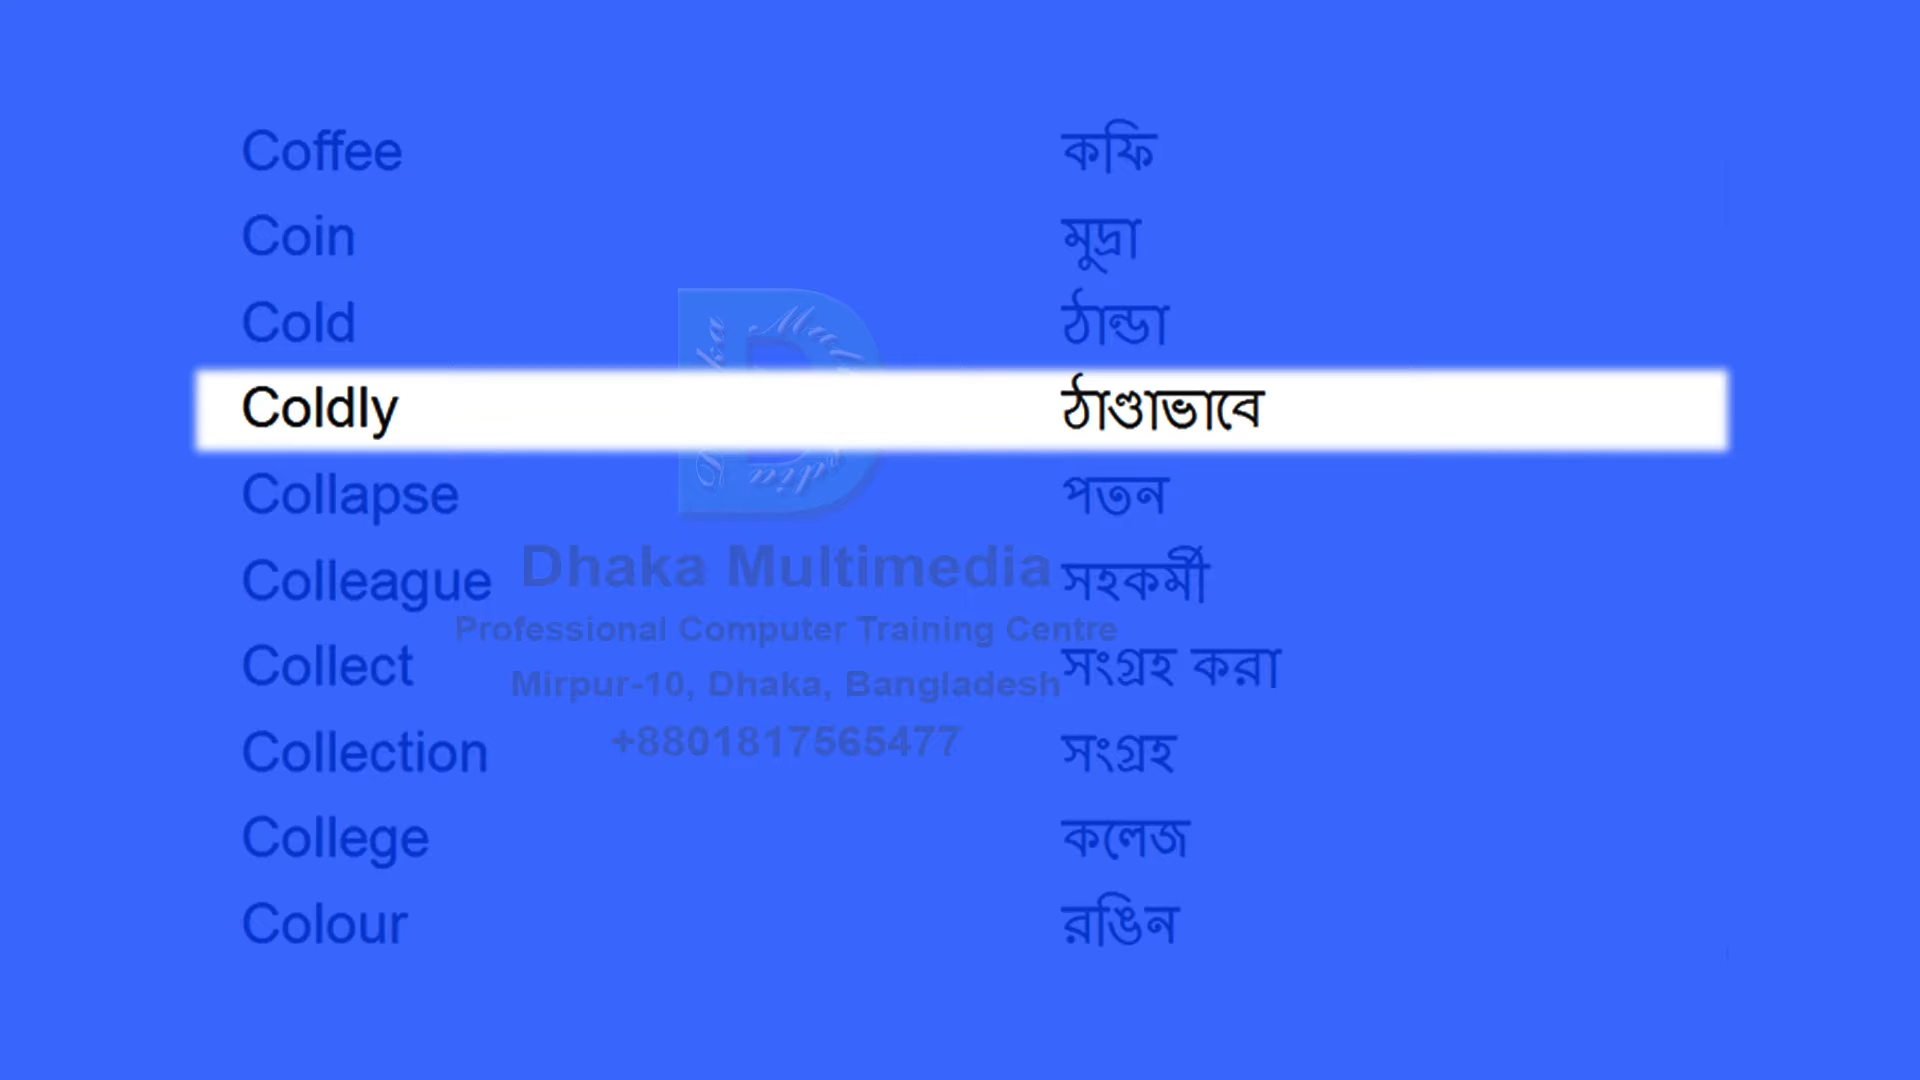 Coffee কফি
Coin মুদ্রা
Cold ঠান্ডা
Coldly ঠাণ্ডাভাবে
Collapse পতন
Colleague সহকর্মী
Dhaka Multimedia
Professional Computer Training Centre
Collect সংগ্রহ করা
Mirpur-10, Dhaka, Bangladesh
Collection সংগ্রহ
+8801817565477
College কলেজ
Colour রঙিন